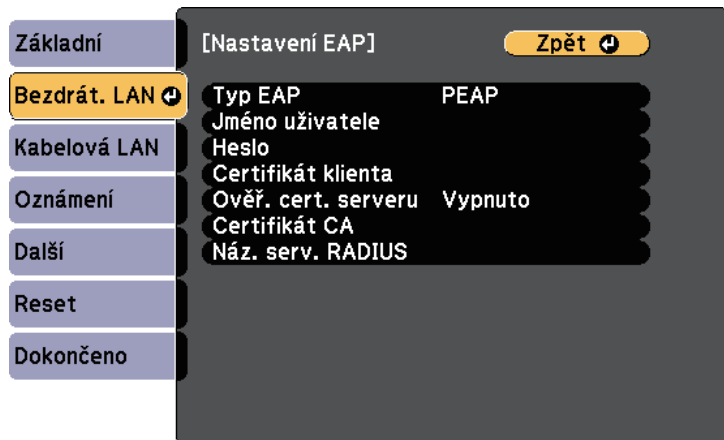 Základní
Bezdrát. LAN
Kabelová LAN
Oznámení
Další
Reset
Dokončeno
[Nastavení EAP]
Zpět
Typ EAP PEAP
Jméno uživatele
Heslo
Certifikát klienta
Ověř. cert. serveru Vypnuto
Certifikát CA
Náz. serv. RADIUS